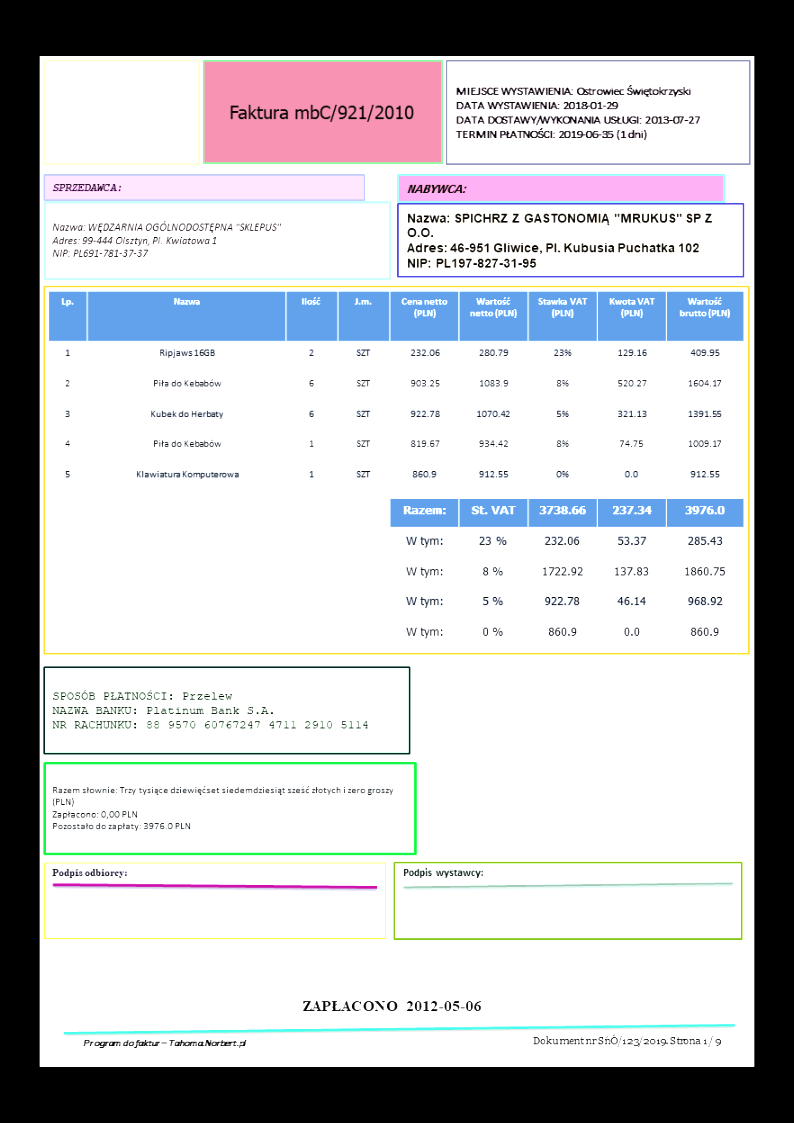 Faktura mbC/921/2010
MIEJSCE WYSTAWIENIA: Ostrowiec Świętokrzyski
DATA WYSTAWIENIA: 2018-01-29
DATA DOSTAWY/WYKONANIA USŁUGI: 2013-07-27
TERMIN PŁATNOŚCI: 2019-06-35 (1 dni)
SPRZEDAWCA:
Nazwa: WĘDZARNIA OGÓLNODOSTĘPNA "SKLEPUS"
Adres: 99-444 Olsztyn, Pl. Kwiatowa 1
NIP: PL691-781-37-37
NABYWCA:
Nazwa: SPICHRZ Z GASTONOMIĄ "MRUKUS" SP Z
O.O.
Adres: 46-951 Gliwice, Pl. Kubusia Puchatka 102
NIP: PL197-827-31-95
Lp. Nazwa Ilość J.m. Cena netto (PLN) Wartość netto (PLN) Stawka VAT (PLN) Kwota VAT (PLN) Wartość brutto (PLN)
1 Ripjaws 16GB 2 SZT 232.06 280.79 23% 129.16 409.95
2 Piła do Kebabów 6 SZT 903.25 1083.9 8% 520.27 1604.17
3 Kubek do Herbaty 6 SZT 922.78 1070.42 5% 321.13 1391.55
4 Piła do Kebabów 1 SZT 819.67 934.42 8% 74.75 1009.17
5 Klawiatura Komputerowa 1 SZT 860.9 912.55 0% 0.0 912.55
Razem: St. VAT 3738.66 237.34 3976.0
W tym: 23 % 232.06 53.37 285.43
W tym: 8 % 1722.92 137.83 1860.75
W tym: 5 % 922.78 46.14 968.92
W tym: 0 % 860.9 0.0 860.9
SPOSÓB PŁATNOŚCI: Przelew
NAZWA BANKU: Platinum Bank S.A.
NR RACHUNKU: 88 9570 60767247 4711 2910 5114
Razem słownie: Trzy tysiące dziewięćset siedemdziesiąt sześć złotych i zero groszy
(PLN)
Zapłacono: 0,00 PLN
Pozostało do zapłaty: 3976.0 PLN
Podpis odbiorcy:
Podpis wystawcy:
ZAPŁACONO 2012-05-06
Program do faktur – Tahoma.Norbert.pl
Dokument nr SńÓ/123/2019. Strona 1 / 9